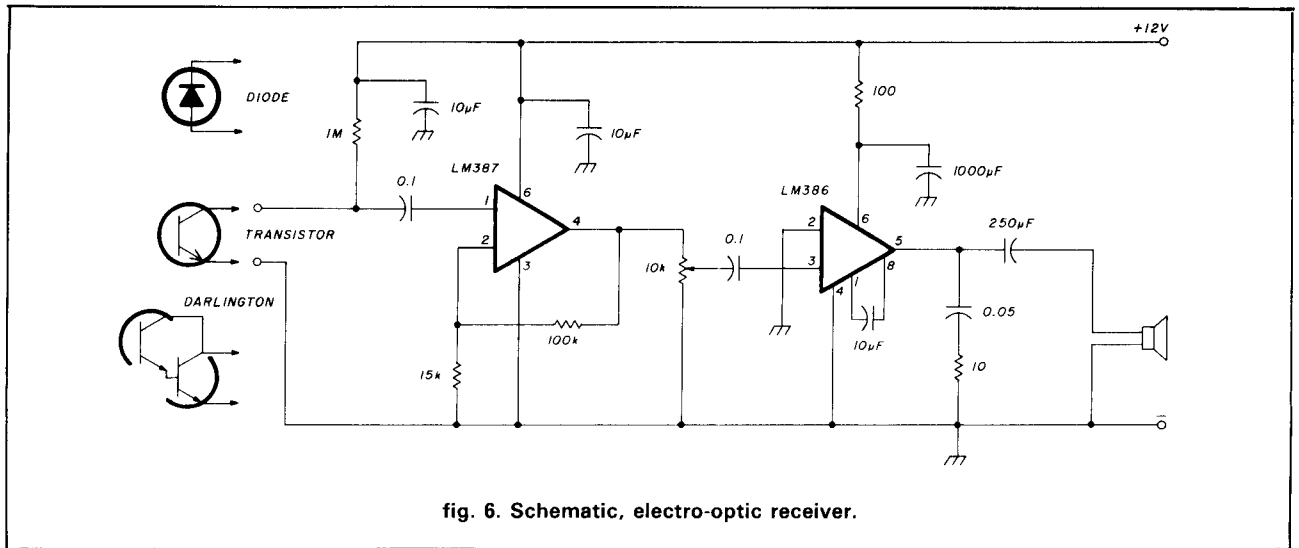 +12V
DIODE
10µF
10µF
100
1M
LM387
1000µF
0.1
6
LM386
6
1
4
250µF
TRANSISTOR
2
2
5
0.1
10k
3
8
3
4
1
DARLINGTON
0.05
100k
10µF
15k
10
–
fig. 6. Schematic, electro-optic receiver.